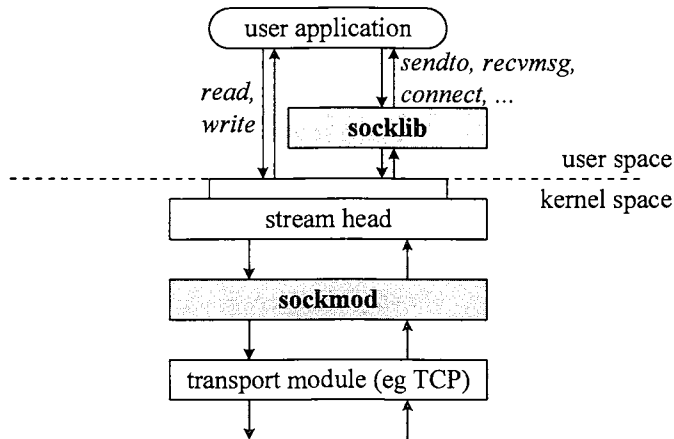 user application
sendto, recvmsg,
read,
connect, ...
write
socklib
user space
kernel space
stream head
sockmod
transport module (eg TCP)